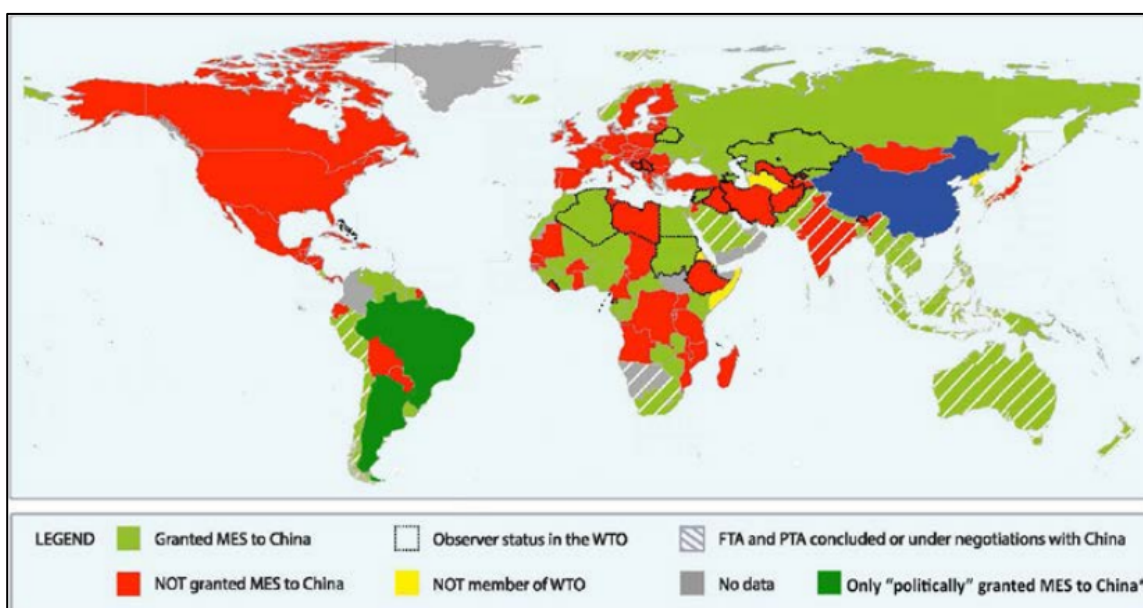 LEGEND Granted MES to China Observer status in the WTO FTA and PTA concluded or under negotiations with China
NOT granted MES to China NOT member of WTO No data Only "politically" granted MES to China*